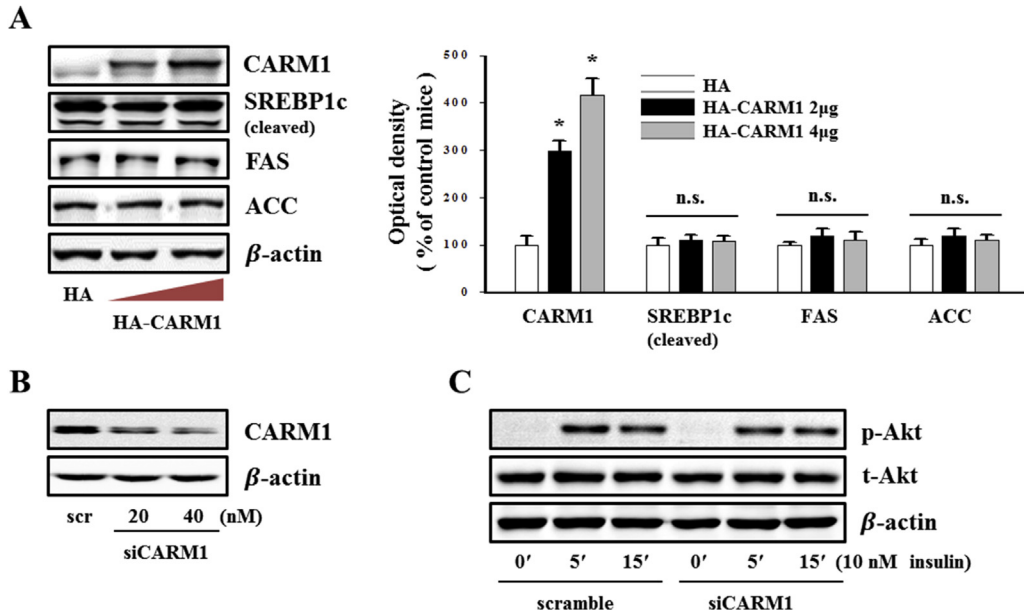 A
CARM1
SREBP1c
(cleaved)
FAS
ACC
β-actin
HA
HA-CARM1
Optical density
( % of control mice )
500
400
300
200
100
0
*
*
HA
HA-CARM1 2μg
HA-CARM1 4μg
n.s.
n.s.
n.s.
CARM1
SREBP1c
(cleaved)
FAS
ACC
B
CARM1
β-actin
scr 20 40 (nM)
siCARM1
C
p-Akt
t-Akt
β-actin
0′ 5′ 15′ 0′ 5′ 15′ (10 nM insulin)
scramble siCARM1